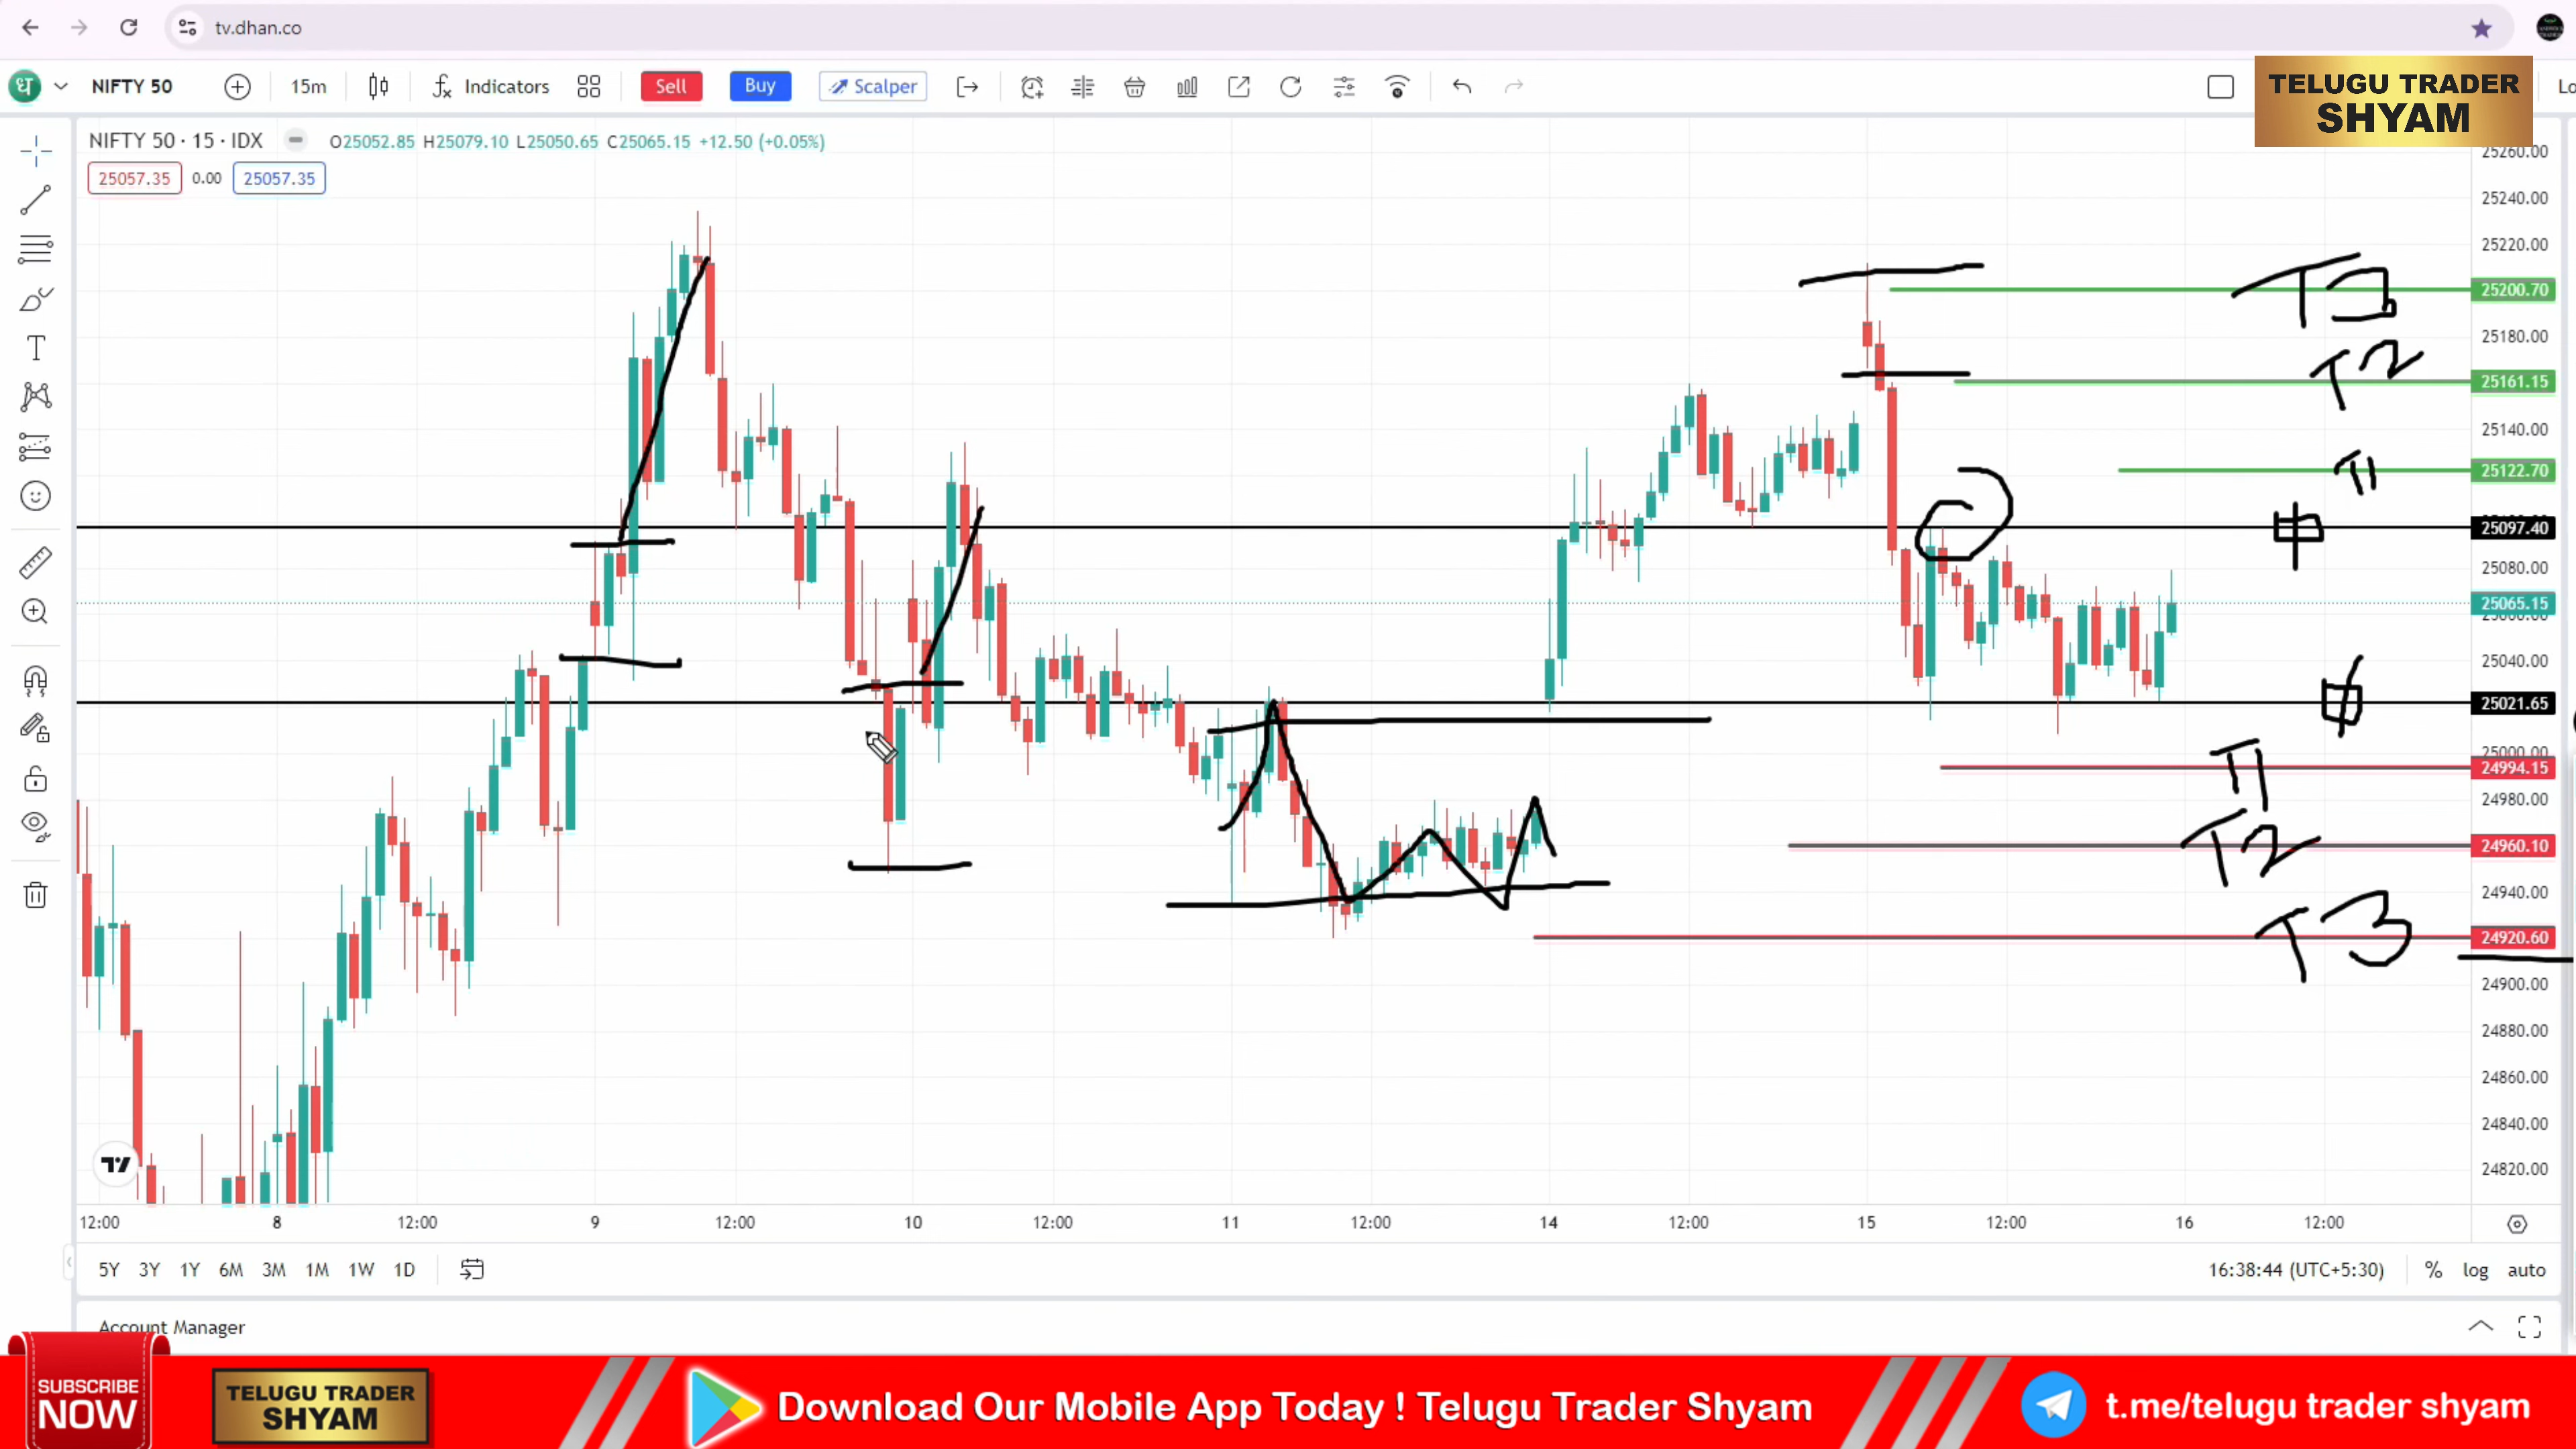 tv.dhan.co
NIFTY 50 15m Indicators Sell Buy Scalper
TELUGU TRADER
SHYAM
NIFTY 50 · 15 · IDX O25052.85 H25079.10 L25050.65 C25065.15 +12.50 (+0.05%)
25057.35 0.00 25057.35
25260.00
25240.00
25220.00
T3 25200.70
25180.00
T2 25161.15
25140.00
T1 25122.70
25097.40
25080.00
25065.15
25060.00
25040.00
25021.65
25000.00
T1 24994.15
24980.00
T2 24960.10
24940.00
T3 24920.60
24900.00
24880.00
24860.00
24840.00
24820.00
12:00 8 12:00 9 12:00 10 12:00 11 12:00 14 12:00 15 12:00 16 12:00
5Y 3Y 1Y 6M 3M 1M 1W 1D 16:38:44 (UTC+5:30) % log auto
Account Manager
SUBSCRIBE
NOW
TELUGU TRADER
SHYAM
Download Our Mobile App Today ! Telugu Trader Shyam
t.me/telugu trader shyam